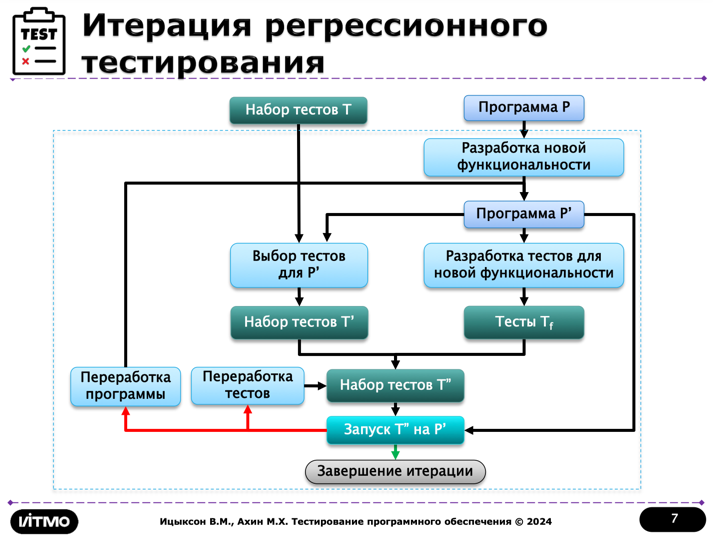 TEST
Итерация регрессионного
тестирования
Набор тестов T
Программа P
Разработка новой
функциональности
Программа P’
Выбор тестов
для P’
Разработка тестов для
новой функциональности
Набор тестов T’
Тесты Tf
Переработка
программы
Переработка
тестов
Набор тестов T”
Запуск T” на P’
Завершение итерации
ИТМО
Ицыксон В.М., Ахин М.Х. Тестирование программного обеспечения © 2024
7